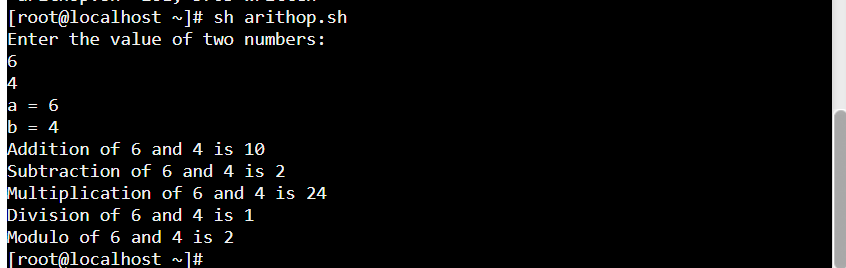 [root@localhost ~]# sh arithop.sh
Enter the value of two numbers:
6
4
a = 6
b = 4
Addition of 6 and 4 is 10
Subtraction of 6 and 4 is 2
Multiplication of 6 and 4 is 24
Division of 6 and 4 is 1
Modulo of 6 and 4 is 2
[root@localhost ~]#